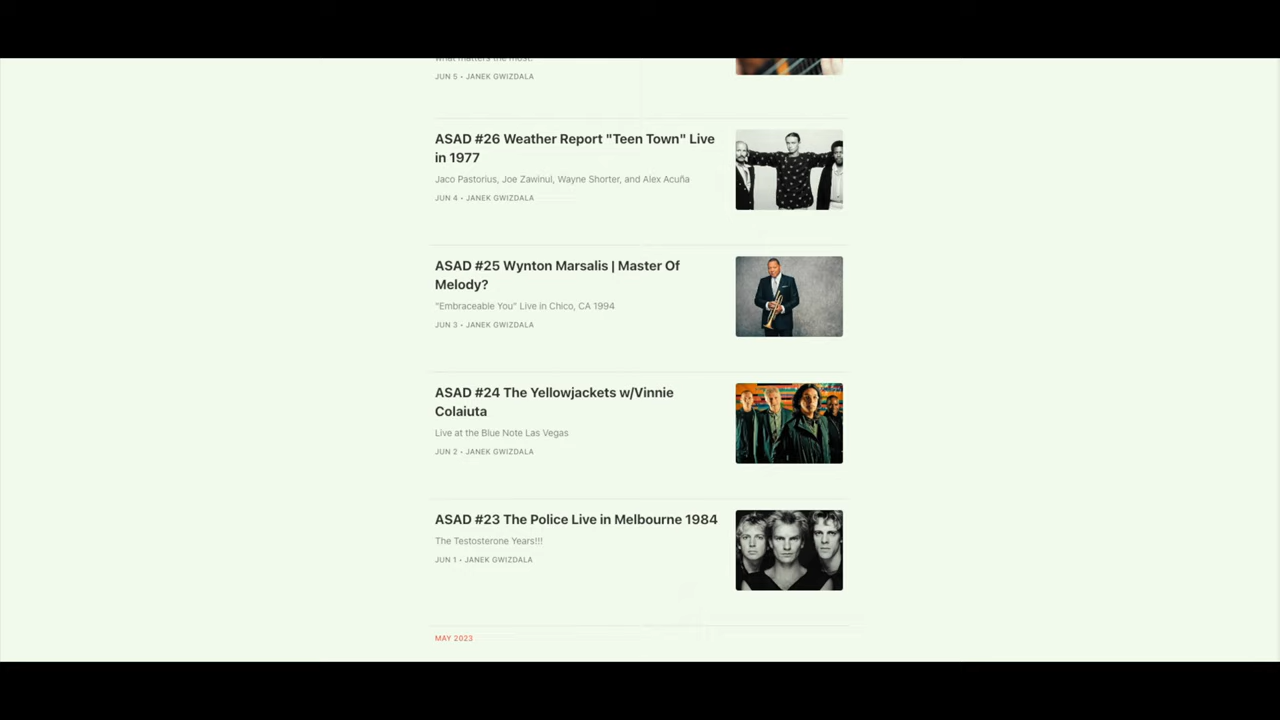 what matters the most.
JUN 5 • JANEK GWIZDALA
ASAD #26 Weather Report "Teen Town" Live
in 1977
Jaco Pastorius, Joe Zawinul, Wayne Shorter, and Alex Acuña
JUN 4 • JANEK GWIZDALA
ASAD #25 Wynton Marsalis | Master Of
Melody?
"Embraceable You" Live in Chico, CA 1994
JUN 3 • JANEK GWIZDALA
ASAD #24 The Yellowjackets w/Vinnie
Colaiuta
Live at the Blue Note Las Vegas
JUN 2 • JANEK GWIZDALA
ASAD #23 The Police Live in Melbourne 1984
The Testosterone Years!!!
JUN 1 • JANEK GWIZDALA
MAY 2023